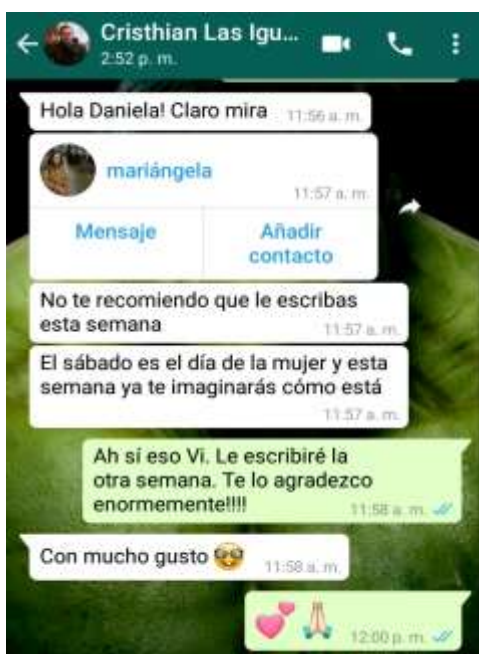 Cristhian Las Igu...
2:52 p. m.
Hola Daniela! Claro mira 11:56 a. m.
mariángela
11:57 a. m.
Mensaje Añadir
contacto
No te recomiendo que le escribas
esta semana 11:57 a. m.
El sábado es el día de la mujer y esta
semana ya te imaginarás cómo está
11:57 a. m.
Ah sí eso Vi. Le escribiré la
otra semana. Te lo agradezco
enormemente!!!! 11:58 a. m.
Con mucho gusto 🤓 11:58 a. m.
💕🙏🏻 12:00 p. m.